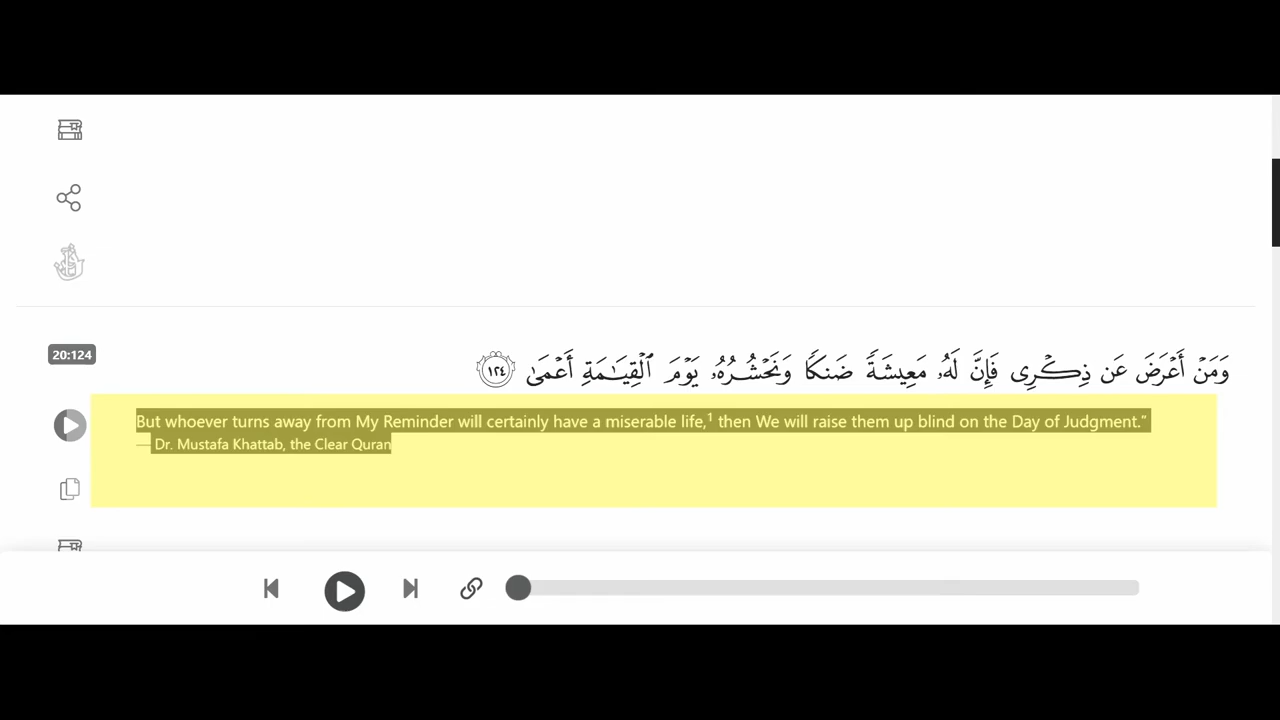 20:124
وَمَنْ أَعْرَضَ عَن ذِكْرِى فَإِنَّ لَهُۥ مَعِيشَةً ضَنكًا وَنَحْشُرُهُۥ يَوْمَ ٱلْقِيَـٰمَةِ أَعْمَىٰ ١٢٤
But whoever turns away from My Reminder will certainly have a miserable life,¹ then We will raise them up blind on the Day of Judgment.”
— Dr. Mustafa Khattab, the Clear Quran